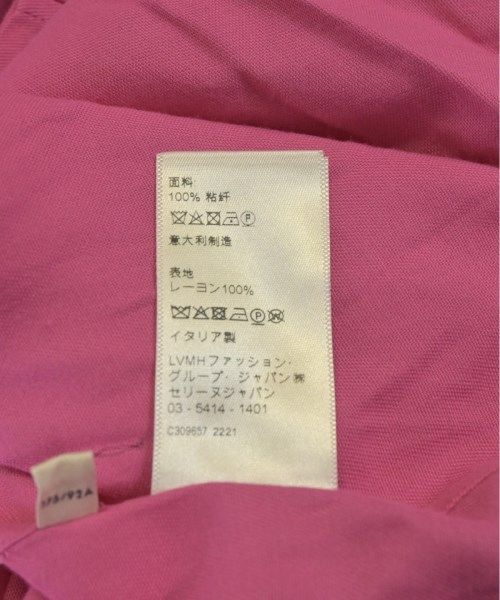 面料
100% 粘纤
意大利制造
表地
レーヨン100%
イタリア製
LVMHファッション・
グループ・ジャパン㈱
セリーヌジャパン
03 - 5414 - 1401
C309657 2221